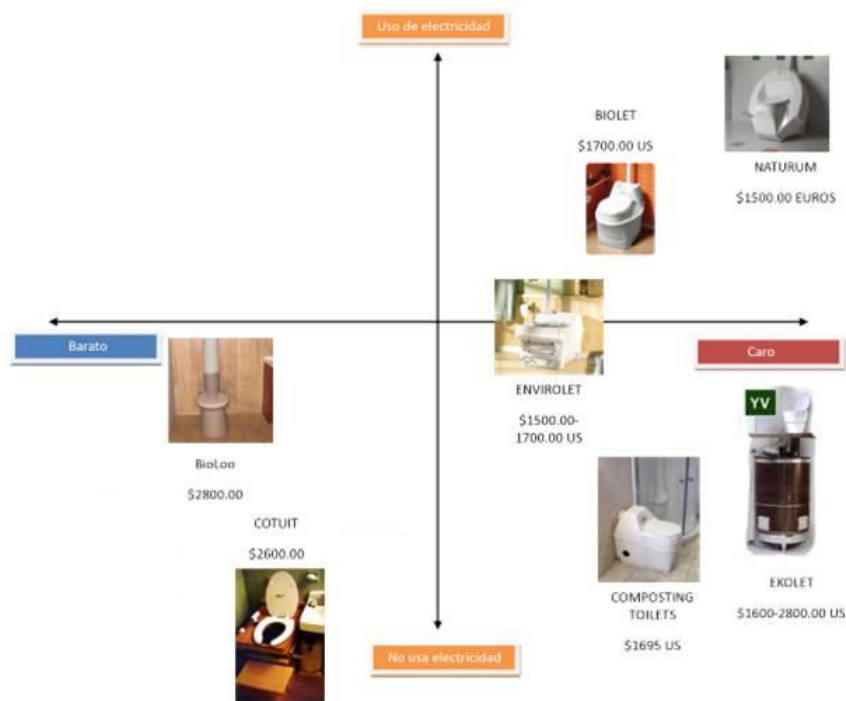 Uso de electricidad
BIOLET
$1700.00 US
NATURUM
$1500.00 EUROS
Barato
Caro
BioLoo
$2800.00
ENVIROLET
$1500.00-
1700.00 US
YV
COTUIT
$2600.00
COMPOSTING
TOILETS
$1695 US
EKOLET
$1600-2800.00 US
No usa electricidad